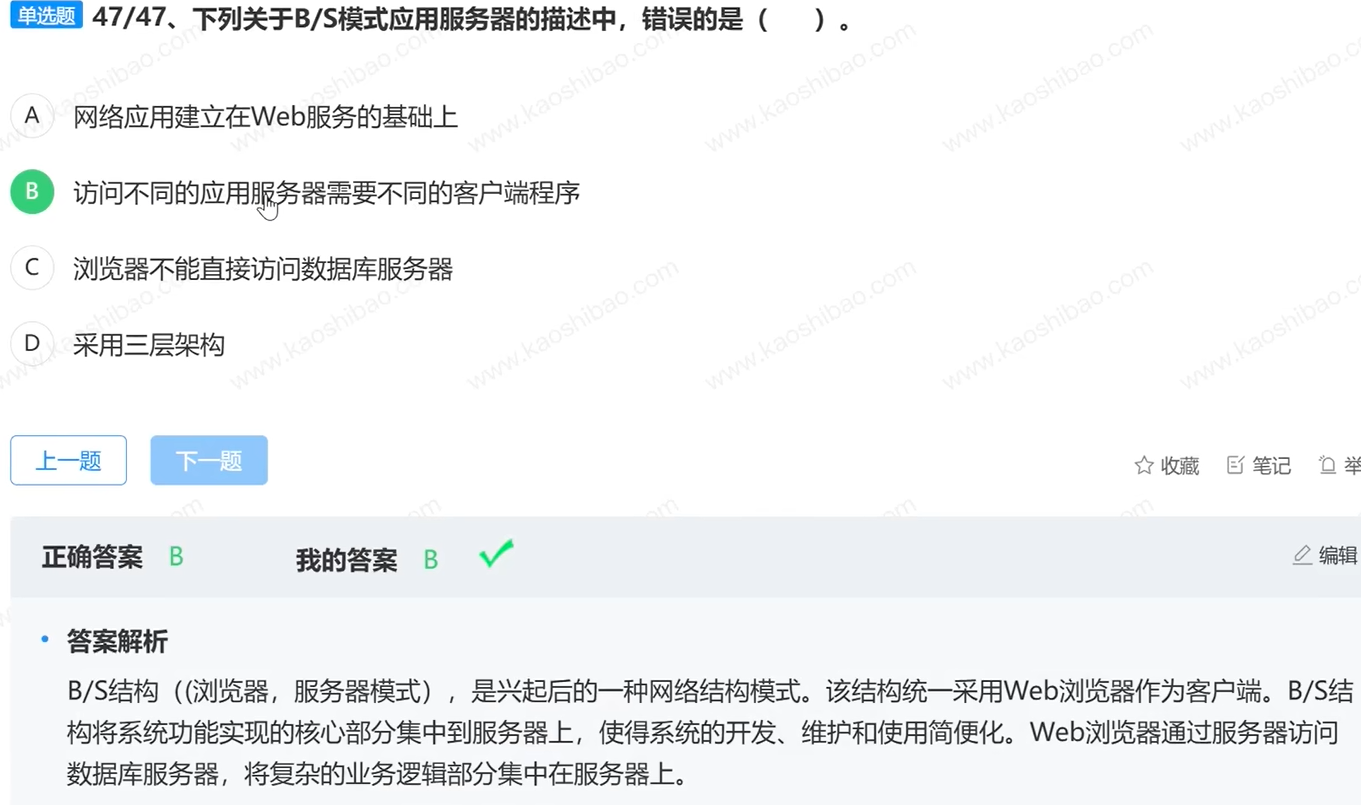 单选题 47/47、下列关于B/S模式应用服务器的描述中，错误的是（ ）。
A 网络应用建立在Web服务的基础上
B 访问不同的应用服务器需要不同的客户端程序
C 浏览器不能直接访问数据库服务器
D 采用三层架构
上一题 下一题 收藏 笔记 举
正确答案 B 我的答案 B 编辑
答案解析
B/S结构（(浏览器，服务器模式），是兴起后的一种网络结构模式。该结构统一采用Web浏览器作为客户端。B/S结
构将系统功能实现的核心部分集中到服务器上，使得系统的开发、维护和使用简便化。Web浏览器通过服务器访问
数据库服务器，将复杂的业务逻辑部分集中在服务器上。
www.kaoshibao.com